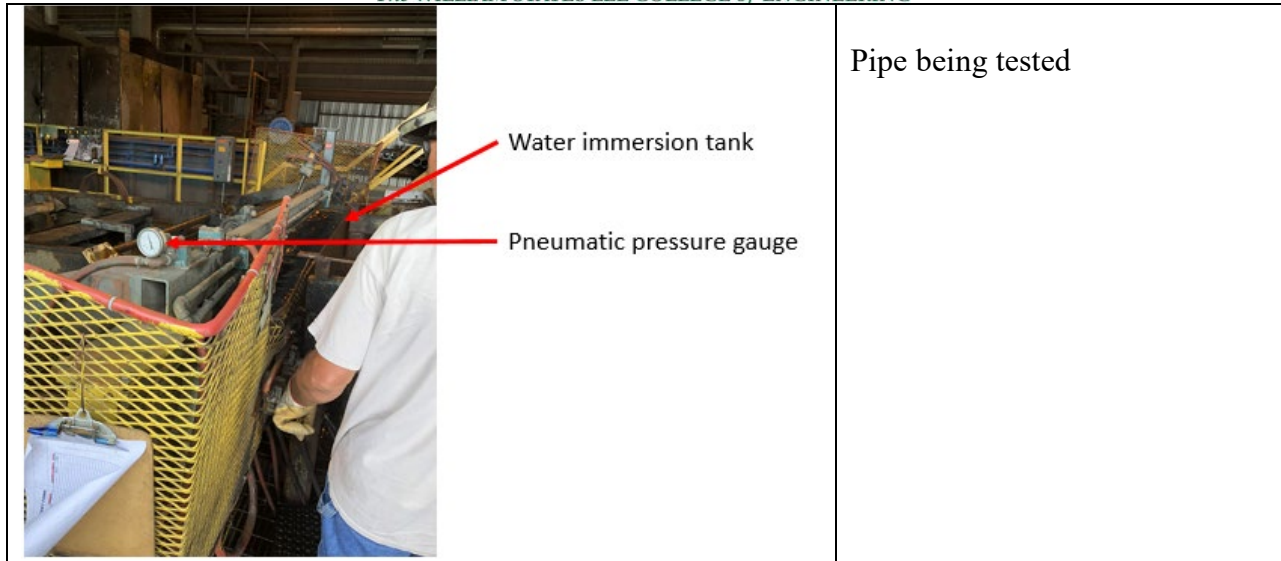 Pipe being tested
Water immersion tank
Pneumatic pressure gauge